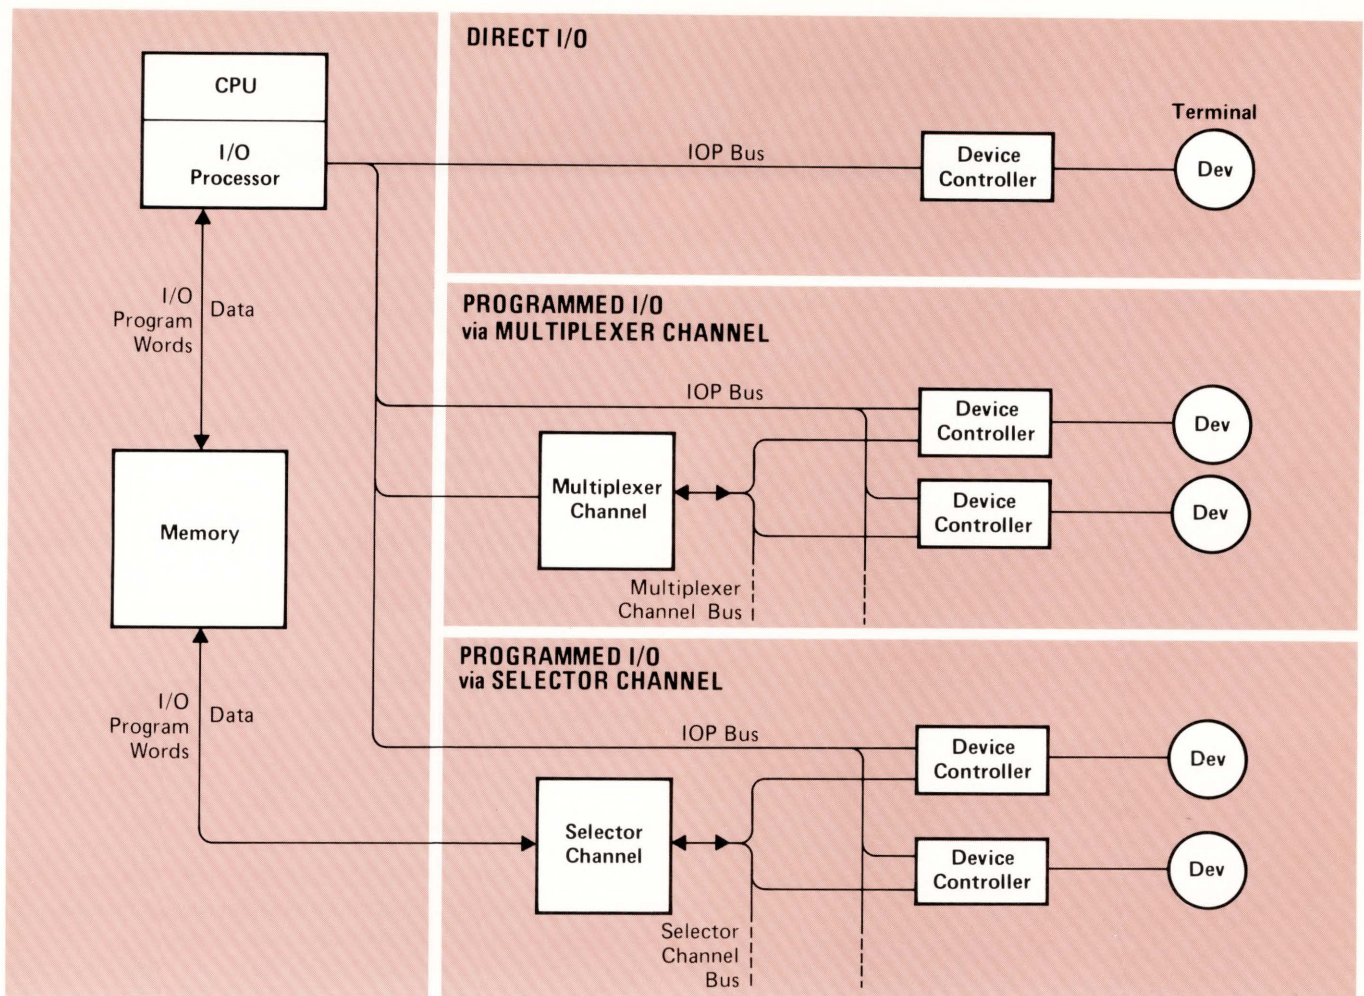 CPU
I/O
Processor
I/O
Program
Words
Data
Memory
I/O
Program
Words
Data
DIRECT I/O
IOP Bus
Device
Controller
Terminal
Dev
PROGRAMMED I/O
via MULTIPLEXER CHANNEL
IOP Bus
Multiplexer
Channel
Multiplexer
Channel Bus
Device
Controller
Dev
Device
Controller
Dev
PROGRAMMED I/O
via SELECTOR CHANNEL
IOP Bus
Selector
Channel
Selector
Channel
Bus
Device
Controller
Dev
Device
Controller
Dev